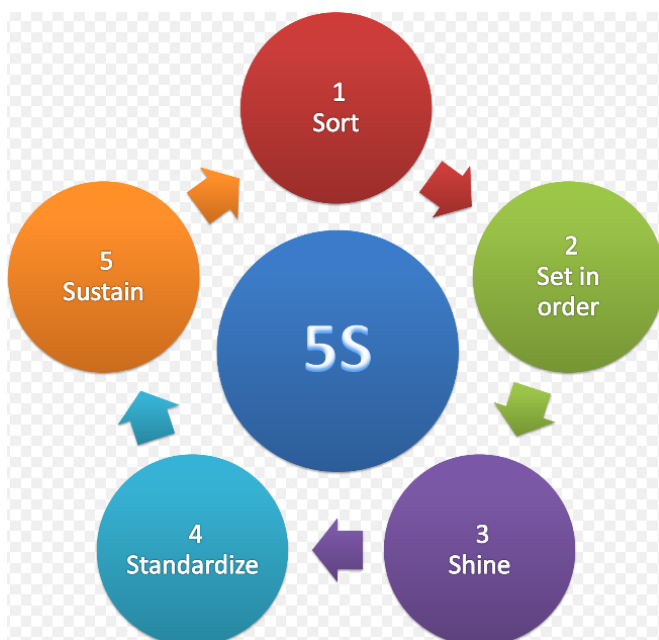 1
Sort
2
Set in
order
3
Shine
4
Standardize
5
Sustain
5S